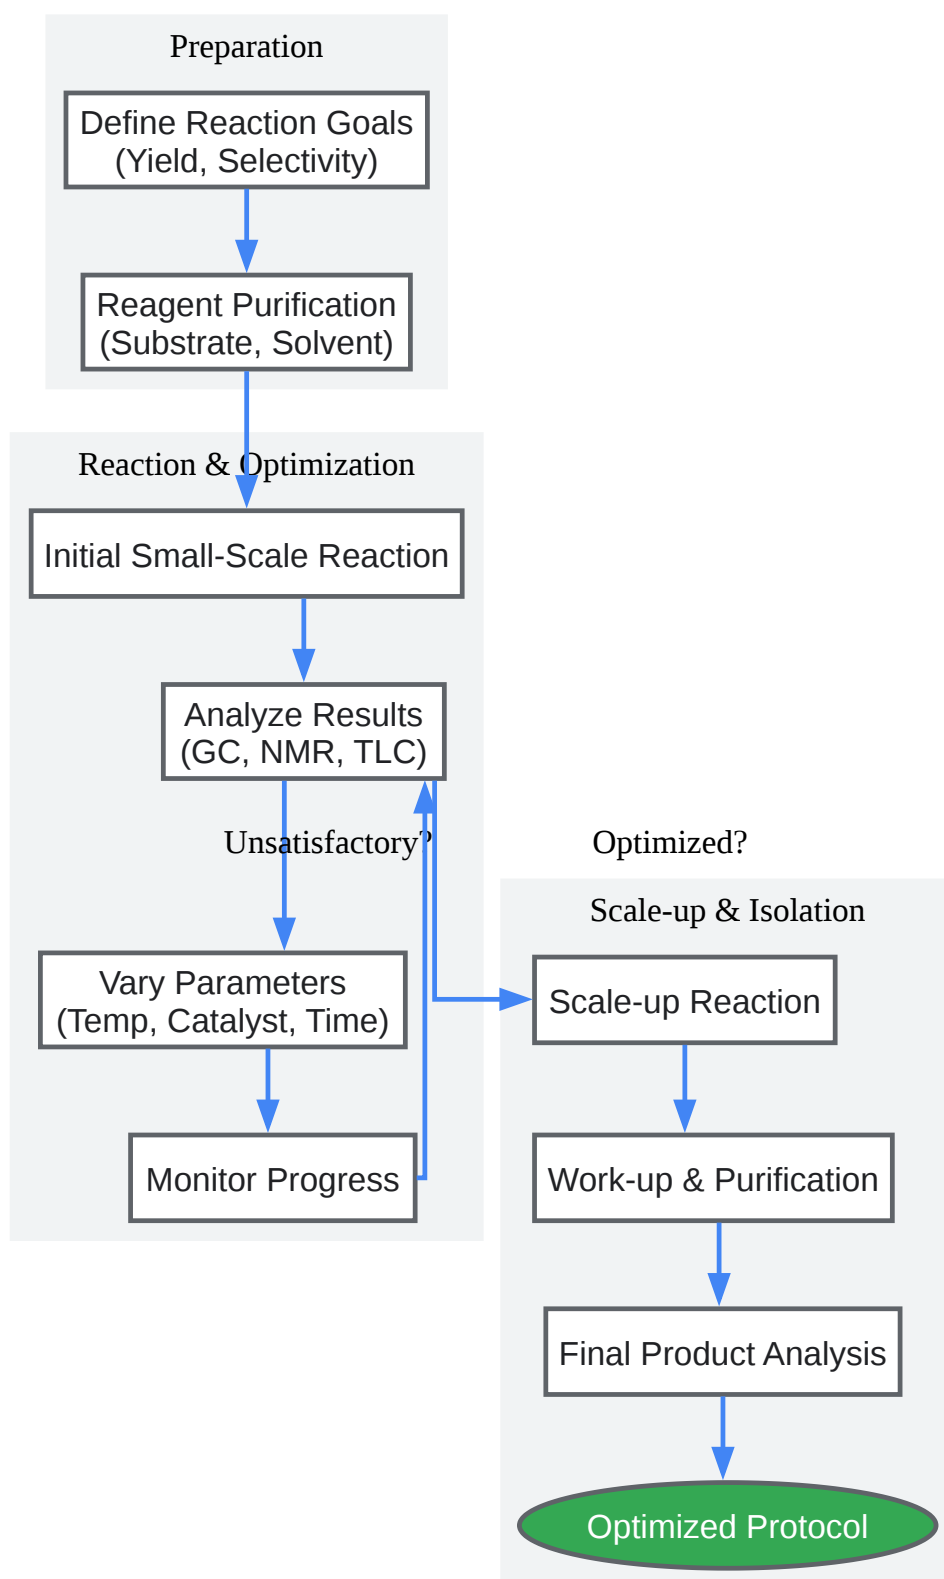 Preparation
Define Reaction Goals
(Yield, Selectivity)
Reagent Purification
(Substrate, Solvent)
Reaction & Optimization
Initial Small-Scale Reaction
Analyze Results
(GC, NMR, TLC)
Unsatisfactory?
Optimized?
Vary Parameters
(Temp, Catalyst, Time)
Monitor Progress
Scale-up & Isolation
Scale-up Reaction
Work-up & Purification
Final Product Analysis
Optimized Protocol